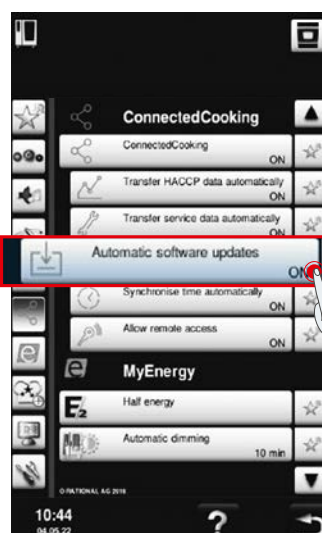 ConnectedCooking
ConnectedCooking
ON
Transfer HACCP data automatically
ON
Transfer service data automatically
ON
Automatic software updates
ON
Synchronise time automatically
ON
Allow remote access
ON
MyEnergy
E2
Half energy
Automatic dimming
10 min
© RATIONAL AG 2016
10:44
04.05.22
?